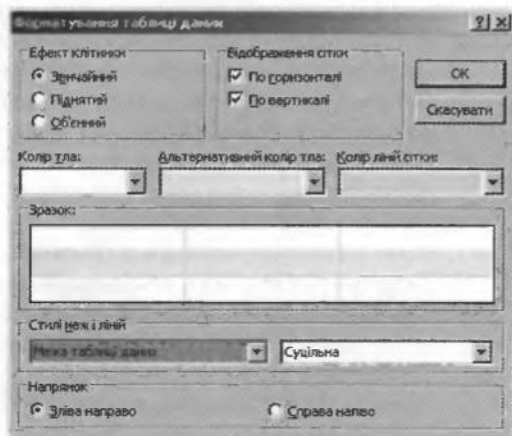 Форматування таблиці даних
Ефект клітинки
Звичайний
Піднятий
Об'ємний
Відображення сітки
По горизонталі
По вертикалі
ОК
Скасувати
Колір тла:
Альтернативний колір тла:
Колір ліній сітки:
Зразок:
Стилі меж і ліній
Межа таблиці даних
Суцільна
Напрямок
Зліва направо
Справа наліво